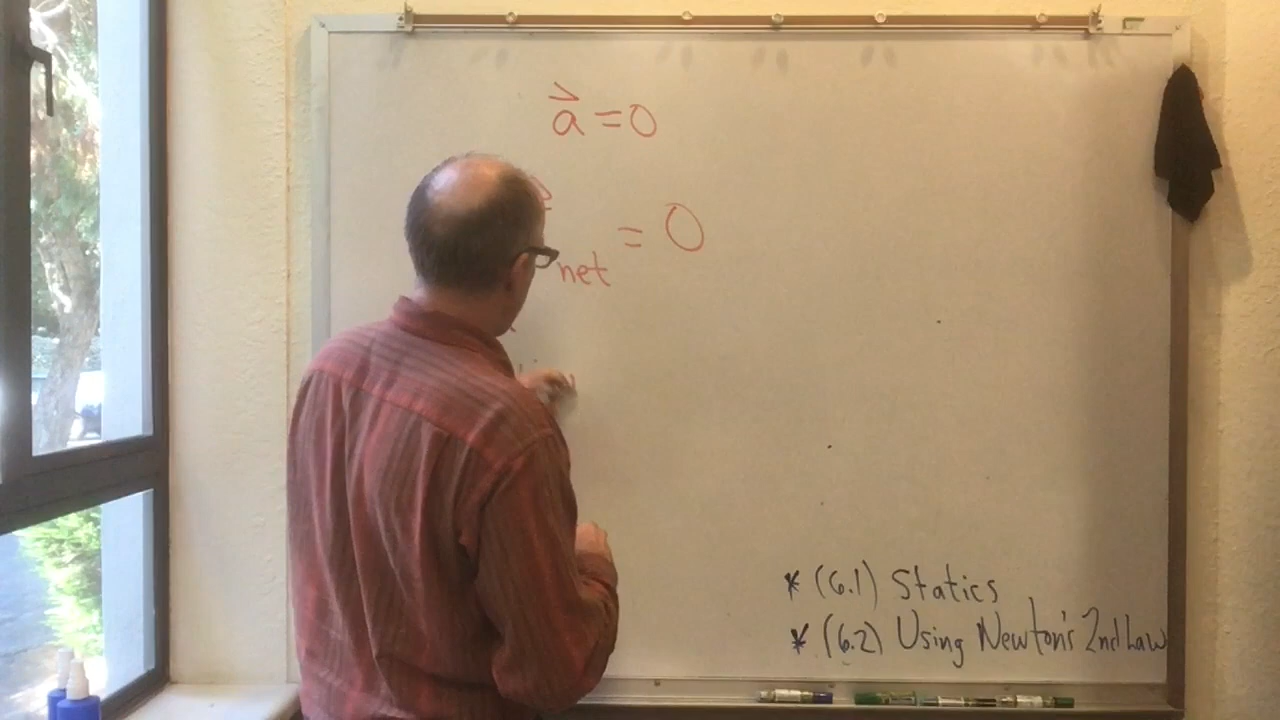 a⃗ = 0
net = 0
* (6.1) Statics
* (6.2) Using Newton's 2nd Law